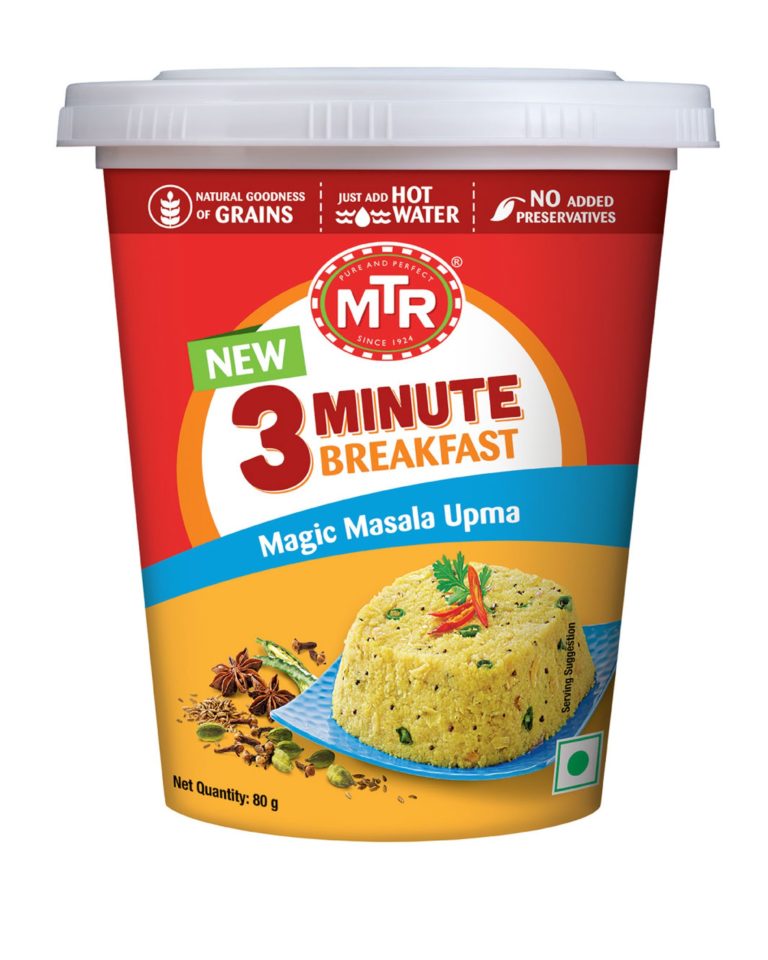 NATURAL GOODNESS
OF GRAINS
JUST ADD HOT
WATER
NO ADDED
PRESERVATIVES
PURE AND PERFECT
®
MTR
SINCE 1924
NEW
3 MINUTE
BREAKFAST
Magic Masala Upma
Serving Suggestion
Net Quantity: 80 g